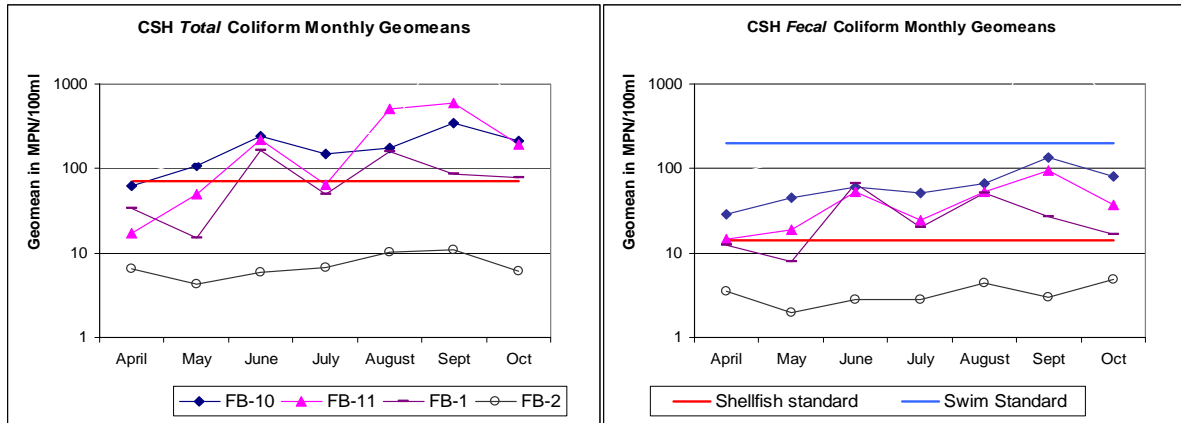 CSH Total Coliform Monthly Geomeans
Geomean in MPN/100ml
1000
100
10
1
April May June July August Sept Oct
FB-10 FB-11 FB-1 FB-2
CSH Fecal Coliform Monthly Geomeans
Geomean in MPN/100ml
1000
100
10
1
April May June July August Sept Oct
Shellfish standard Swim Standard